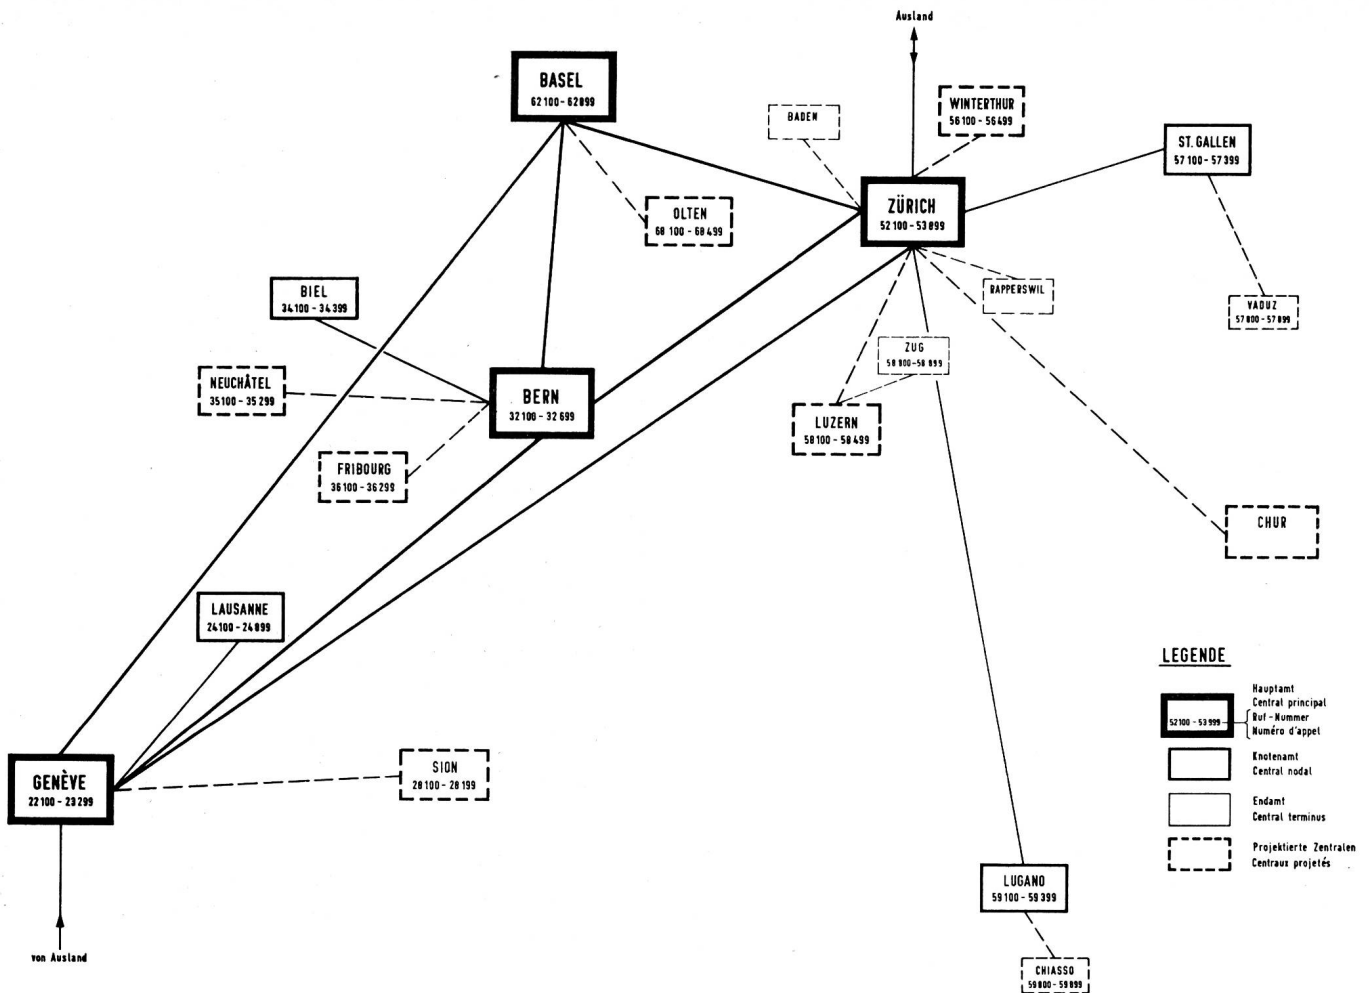 Ausland
BASEL
62100 - 62899
BADEN
WINTERTHUR
56100 - 56499
ST. GALLEN
57100 - 57399
ZÜRICH
52100 - 53899
OLTEN
68100 - 68499
BIEL
34100 - 34399
RAPPERSWIL
VADUZ
57800 - 57899
ZUG
58800 - 58899
NEUCHÂTEL
35100 - 35299
BERN
32100 - 32699
LUZERN
58100 - 58499
FRIBOURG
36100 - 36299
CHUR
LAUSANNE
24100 - 24899
GENÈVE
22100 - 23299
SION
28100 - 28199
von Ausland
LUGANO
59100 - 59399
CHIASSO
59800 - 59899
LEGENDE
Hauptamt
Central principal
52100 - 53999
Ruf - Nummer
Numéro d'appel
Knotenamt
Central nodal
Endamt
Central terminus
Projektierte Zentralen
Centraux projetés